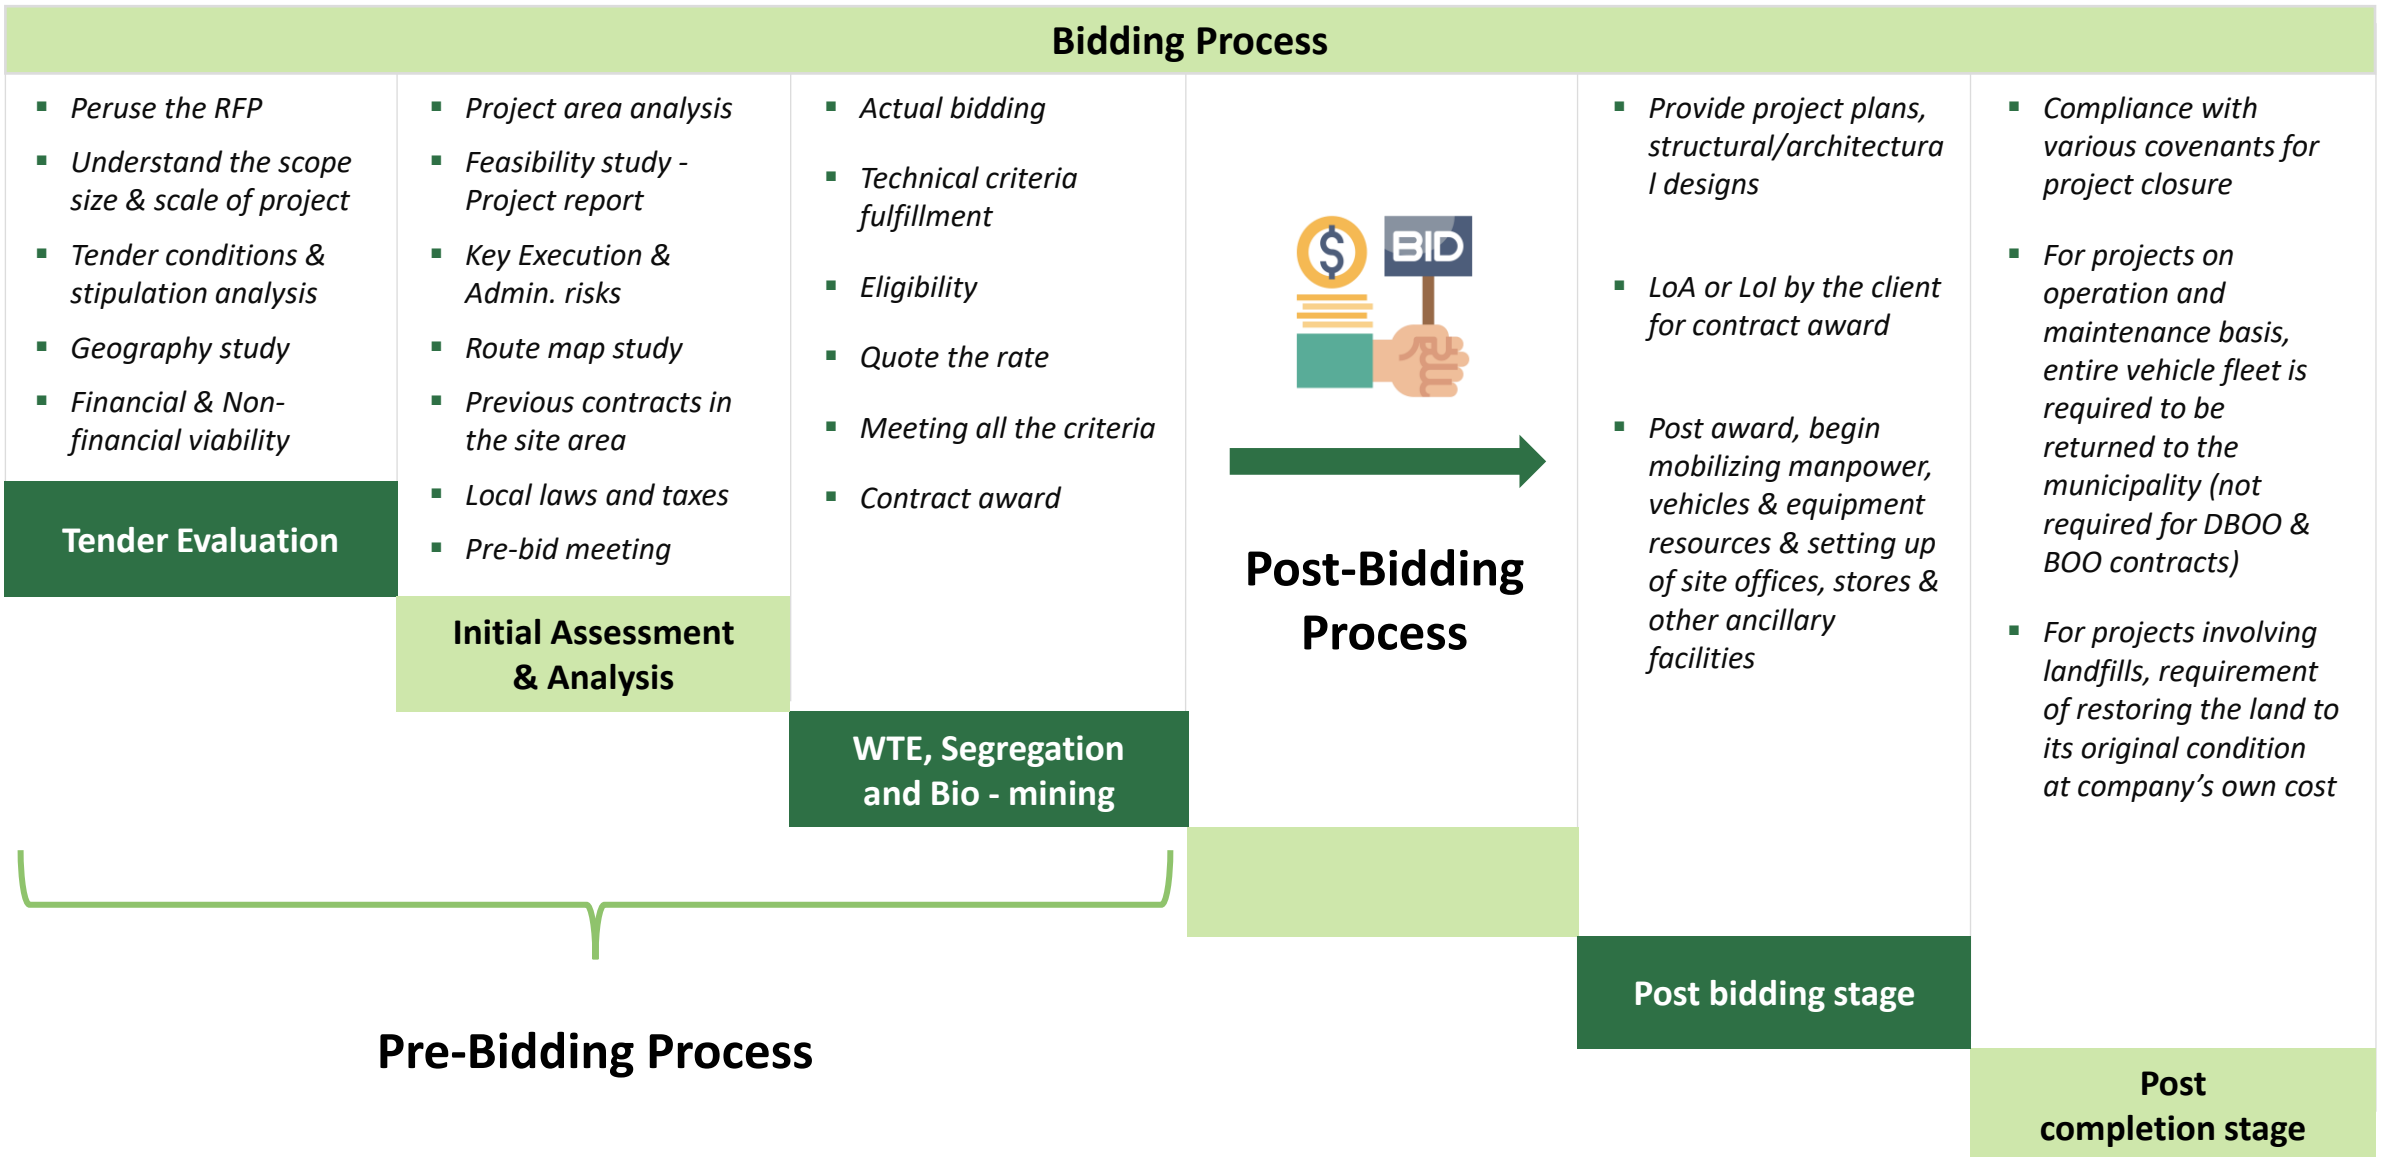 Bidding Process
▪ Peruse the RFP
▪ Understand the scope
size & scale of project
▪ Tender conditions &
stipulation analysis
▪ Geography study
▪ Financial & Non-
financial viability
Tender Evaluation
▪ Project area analysis
▪ Feasibility study -
Project report
▪ Key Execution &
Admin. risks
▪ Route map study
▪ Previous contracts in
the site area
▪ Local laws and taxes
▪ Pre-bid meeting
Initial Assessment
& Analysis
▪ Actual bidding
▪ Technical criteria
fulfillment
▪ Eligibility
▪ Quote the rate
▪ Meeting all the criteria
▪ Contract award
WTE, Segregation
and Bio - mining
Pre-Bidding Process
$
BID
Post-Bidding
Process
▪ Provide project plans,
structural/architectura
l designs
▪ LoA or LoI by the client
for contract award
▪ Post award, begin
mobilizing manpower,
vehicles & equipment
resources & setting up
of site offices, stores &
other ancillary
facilities
Post bidding stage
▪ Compliance with
various covenants for
project closure
▪ For projects on
operation and
maintenance basis,
entire vehicle fleet is
required to be
returned to the
municipality (not
required for DBOO &
BOO contracts)
▪ For projects involving
landfills, requirement
of restoring the land to
its original condition
at company’s own cost
Post
completion stage